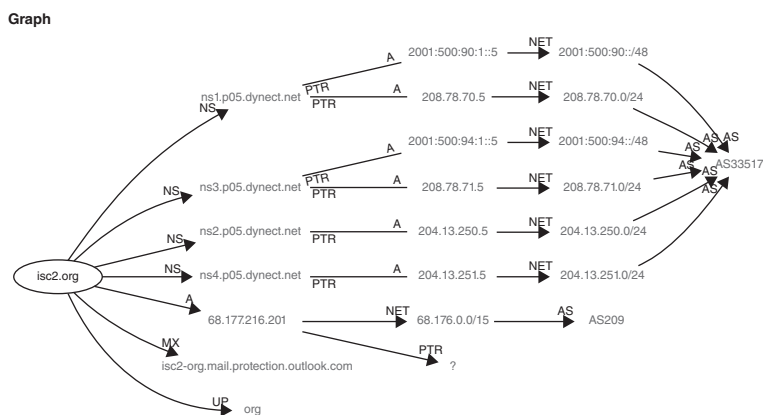 Graph
A 2001:500:90:1::5 NET 2001:500:90::/48
ns1.p05.dynect.net PTR PTR A 208.78.70.5 NET 208.78.70.0/24
NS
A 2001:500:94:1::5 NET 2001:500:94::/48 AS AS AS
AS33517
ns3.p05.dynect.net PTR PTR A 208.78.71.5 NET 208.78.71.0/24 AS AS AS
NS
NS ns2.p05.dynect.net PTR A 204.13.250.5 NET 204.13.250.0/24
isc2.org NS ns4.p05.dynect.net PTR A 204.13.251.5 NET 204.13.251.0/24
A 68.177.216.201 NET 68.176.0.0/15 AS AS209
MX PTR ?
isc2-org.mail.protection.outlook.com
UP org